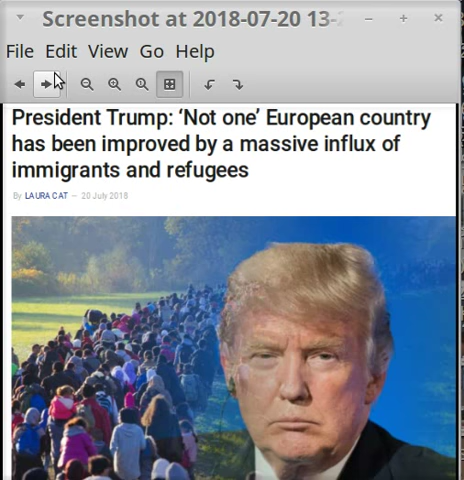 Screenshot at 2018-07-20 13-2
File Edit View Go Help
President Trump: ‘Not one’ European country
has been improved by a massive influx of
immigrants and refugees
By LAURA CAT — 20 July 2018